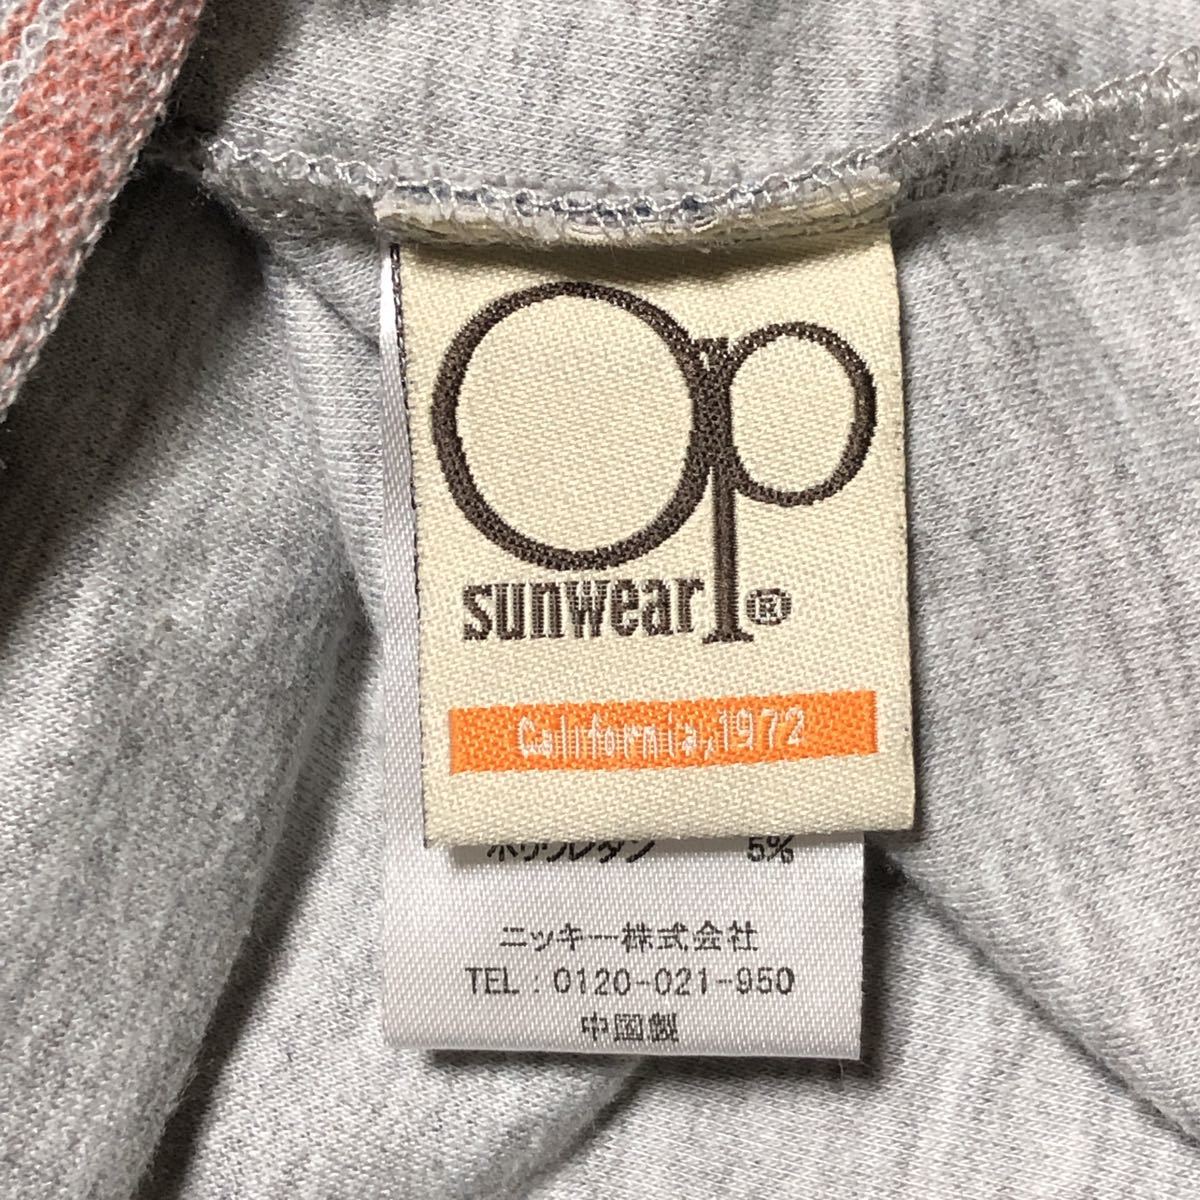 Op
sunwear®
California,1972
ポリウレタン 5%
ニッキー株式会社
TEL:0120-021-950
中国製